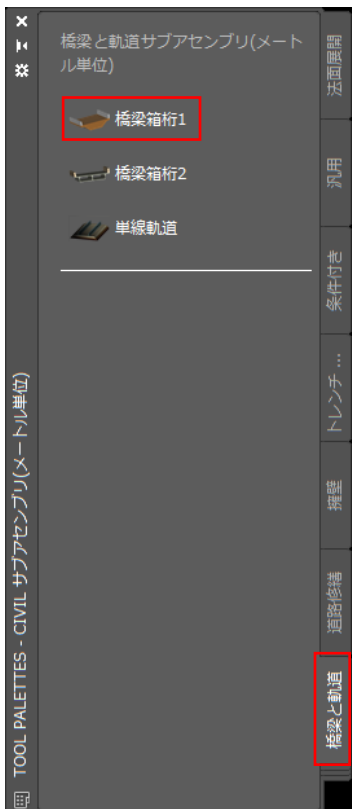 橋梁と軌道サブアセンブリ(メート
ル単位)
橋梁箱桁1
橋梁箱桁2
単線軌道
法面展開
汎用
条件付き
トレンチ ...
擁壁
道路修繕
橋梁と軌道
TOOL PALETTES - CIVIL サブアセンブリ(メートル単位)